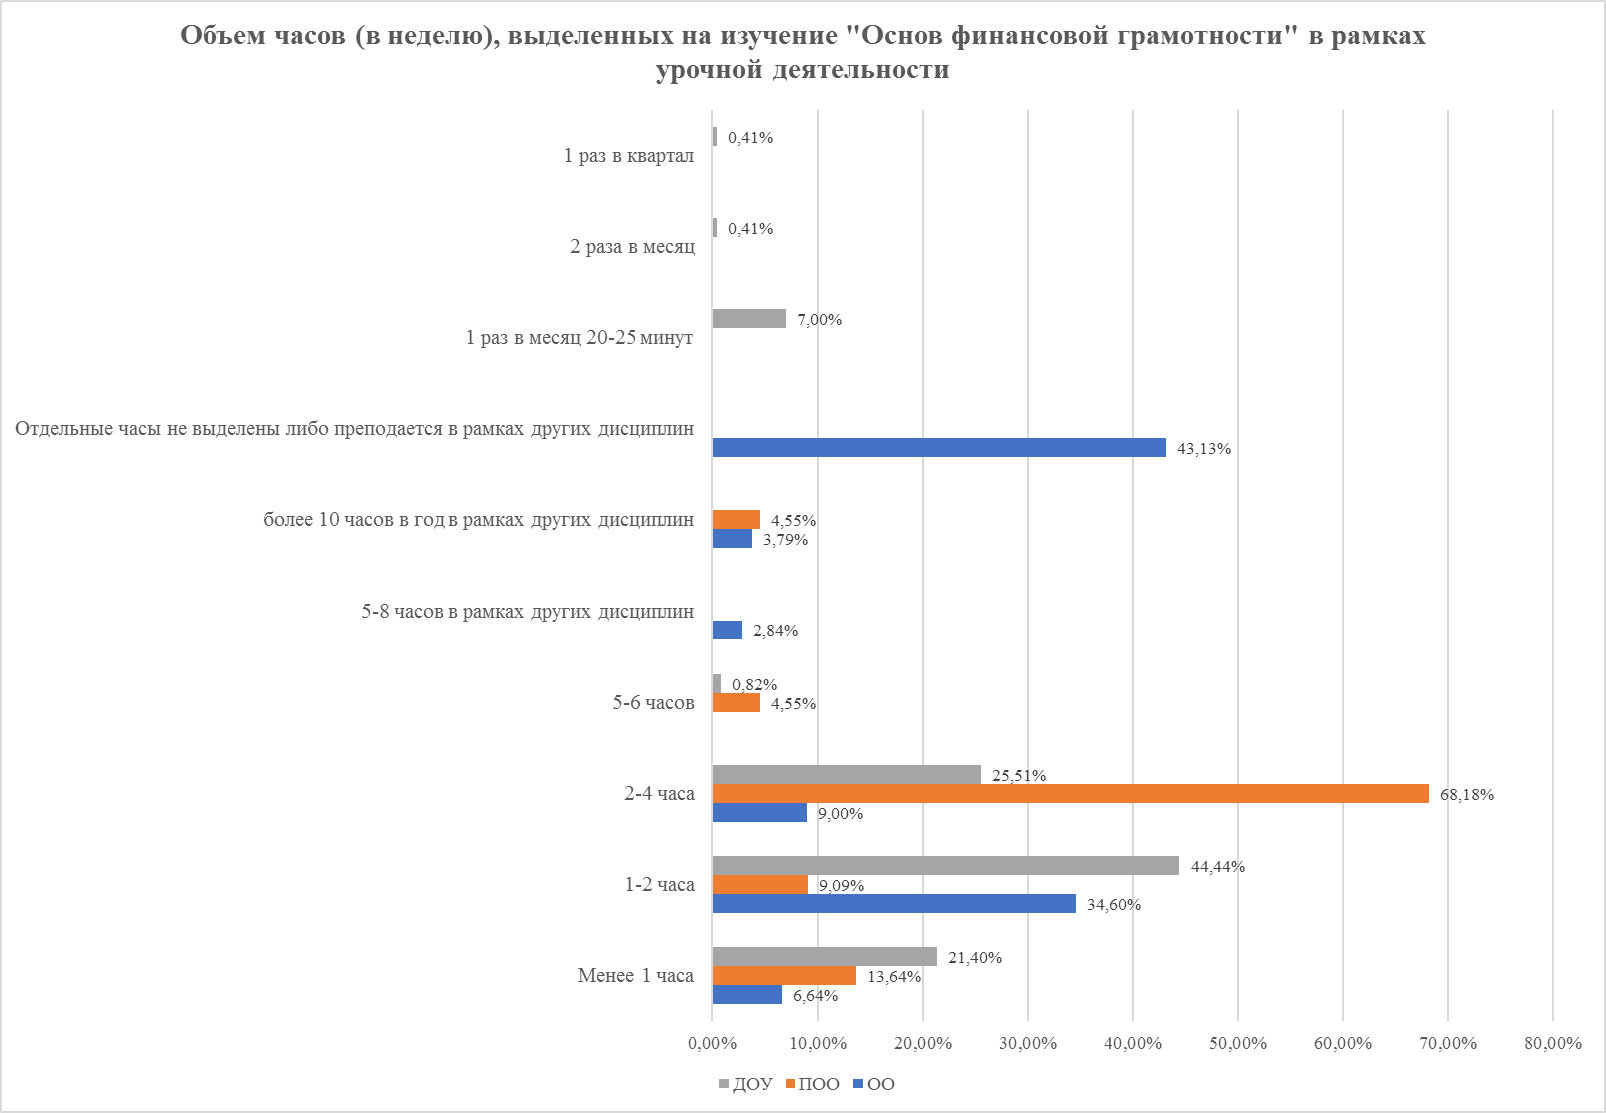 Объем часов (в неделю), выделенных на изучение "Основ финансовой грамотности" в рамках
урочной деятельности
1 раз в квартал
0,41%
2 раза в месяц
0,41%
1 раз в месяц 20-25 минут
7,00%
Отдельные часы не выделены либо преподается в рамках других дисциплин
43,13%
более 10 часов в год в рамках других дисциплин
4,55%
3,79%
5-8 часов в рамках других дисциплин
2,84%
5-6 часов
0,82%
4,55%
2-4 часа
25,51%
68,18%
9,00%
1-2 часа
44,44%
9,09%
34,60%
Менее 1 часа
21,40%
13,64%
6,64%
0,00% 10,00% 20,00% 30,00% 40,00% 50,00% 60,00% 70,00% 80,00%
ДОУ ПОО ОО